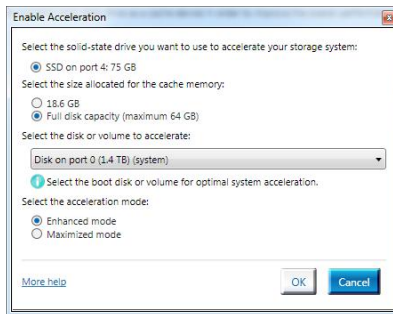 Enable Acceleration
Select the solid-state drive you want to use to accelerate your storage system:
SSD on port 4: 75 GB
Select the size allocated for the cache memory:
18.6 GB
Full disk capacity (maximum 64 GB)
Select the disk or volume to accelerate:
Disk on port 0 (1.4 TB) (system)
Select the boot disk or volume for optimal system acceleration.
Select the acceleration mode:
Enhanced mode
Maximized mode
More help
OK
Cancel